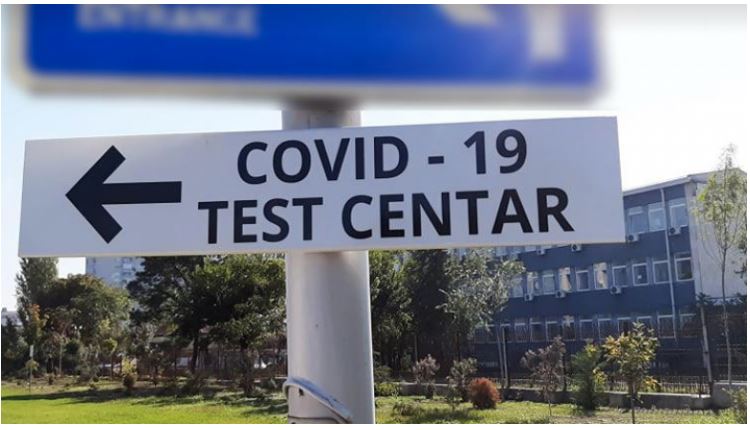 ENTRANCE
COVID - 19
TEST CENTAR